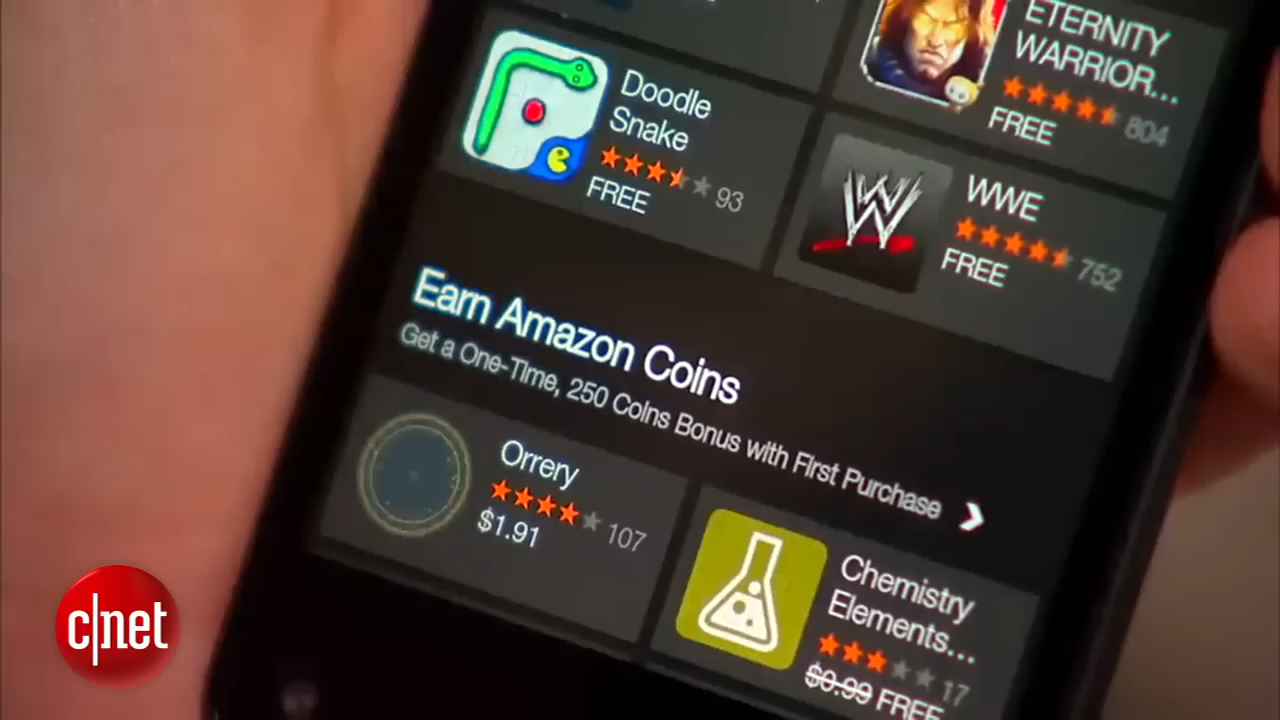 ETERNITY
WARRIOR...
804
FREE
Doodle
Snake
93
FREE
WWE
752
FREE
Earn Amazon Coins
Get a One-Time, 250 Coins Bonus with First Purchase
Orrery
107
$1.91
Chemistry
Elements...
17
$0.99 FREE
c|net